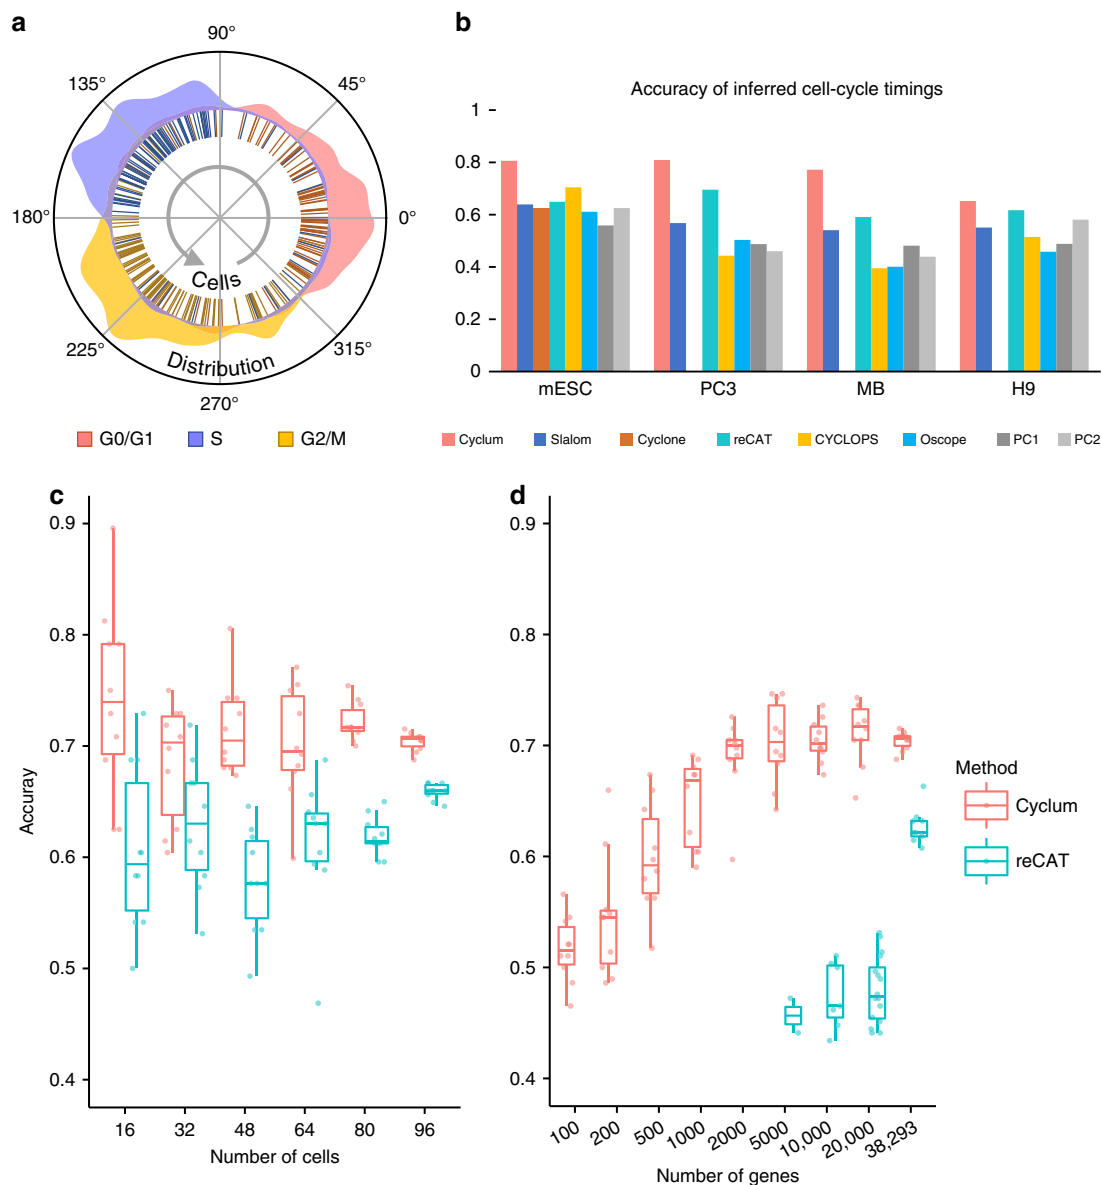 a
90°
135°
45°
180°
0°
Cells
225°
315°
Distribution
270°
G0/G1
S
G2/M
b
Accuracy of inferred cell-cycle timings
1
0.8
0.6
0.4
0.2
0
mESC
PC3
MB
H9
Cyclum
Slalom
Cyclone
reCAT
CYCLOPS
Oscope
PC1
PC2
c
0.9
0.8
0.7
0.6
0.5
0.4
Accuray
16
32
48
64
80
96
Number of cells
d
0.9
0.8
0.7
0.6
0.5
0.4
100
200
500
1000
2000
5000
10,000
20,000
38,293
Number of genes
Method
Cyclum
reCAT